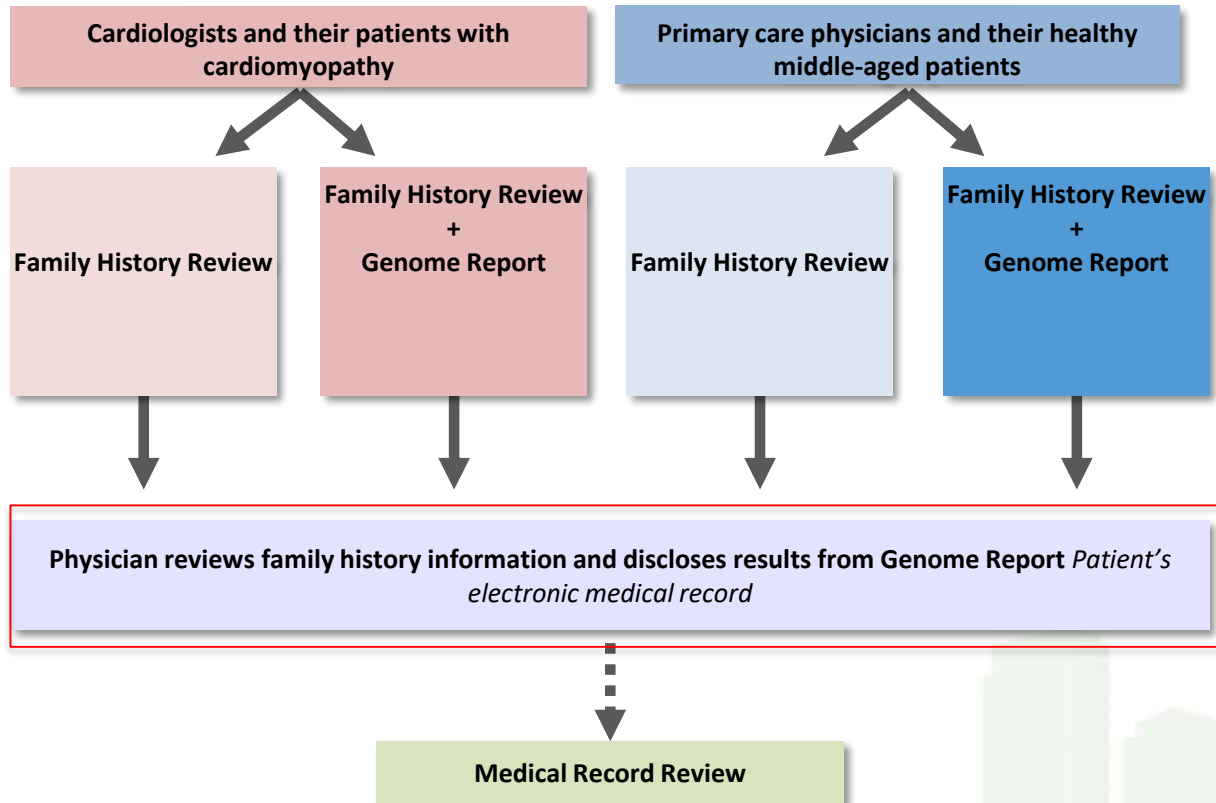 Cardiologists and their patients with
cardiomyopathy
Primary care physicians and their healthy
middle-aged patients
Family History Review
Family History Review
+
Genome Report
Family History Review
Family History Review
+
Genome Report
Physician reviews family history information and discloses results from Genome Report Patient’s
electronic medical record
Medical Record Review